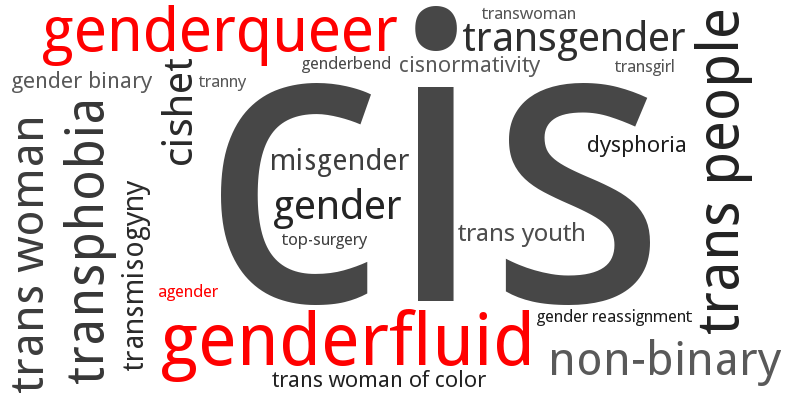 transwoman
genderqueer
transgender
genderbend
cisnormativity
transgirl
gender binary
tranny
cishet
trans people
cis
dysphoria
misgender
gender
trans woman
transphobia
transmisogyny
top-surgery
trans youth
agender
genderfluid
gender reassignment
non-binary
trans woman of color